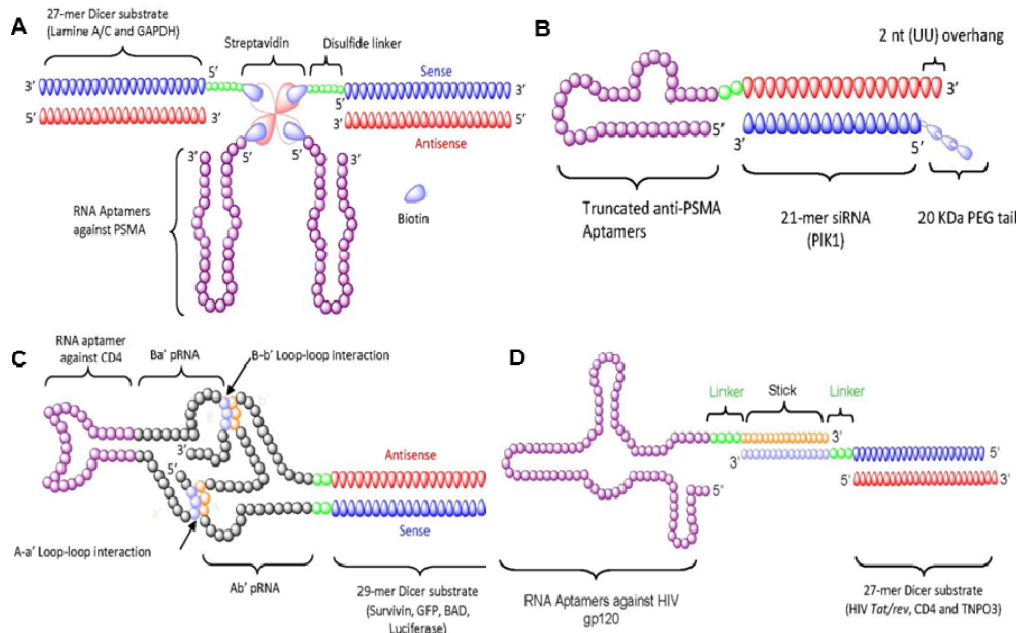 A
27-mer Dicer substrate
(Lamine A/C and GAPDH)
Streptavidin
Disulfide linker
5′
3′
Sense
3′
5′
5′
3′
3′
5′
Antisense
5′
5′
3′
3′
RNA Aptamers
against PSMA
Biotin
B
2 nt (UU) overhang
3′
5″
3′
5′
Truncated anti-PSMA
Aptamers
21-mer siRNA
(PlK1)
20 KDa PEG tail
C
RNA aptamer
against CD4
Ba′ pRNA
B-b′ Loop-loop interaction
3′
5′
Antisense
Sense
A-a′ Loop-loop interaction
Ab′ pRNA
29-mer Dicer substrate
(Survivin, GFP, BAD,
Luciferase)
D
Linker
Stick
Linker
3′
3′
5′
5′
3′
5″
RNA Aptamers against HIV
gp120
27-mer Dicer substrate
(HIV Tat/rev, CD4 and TNPO3)